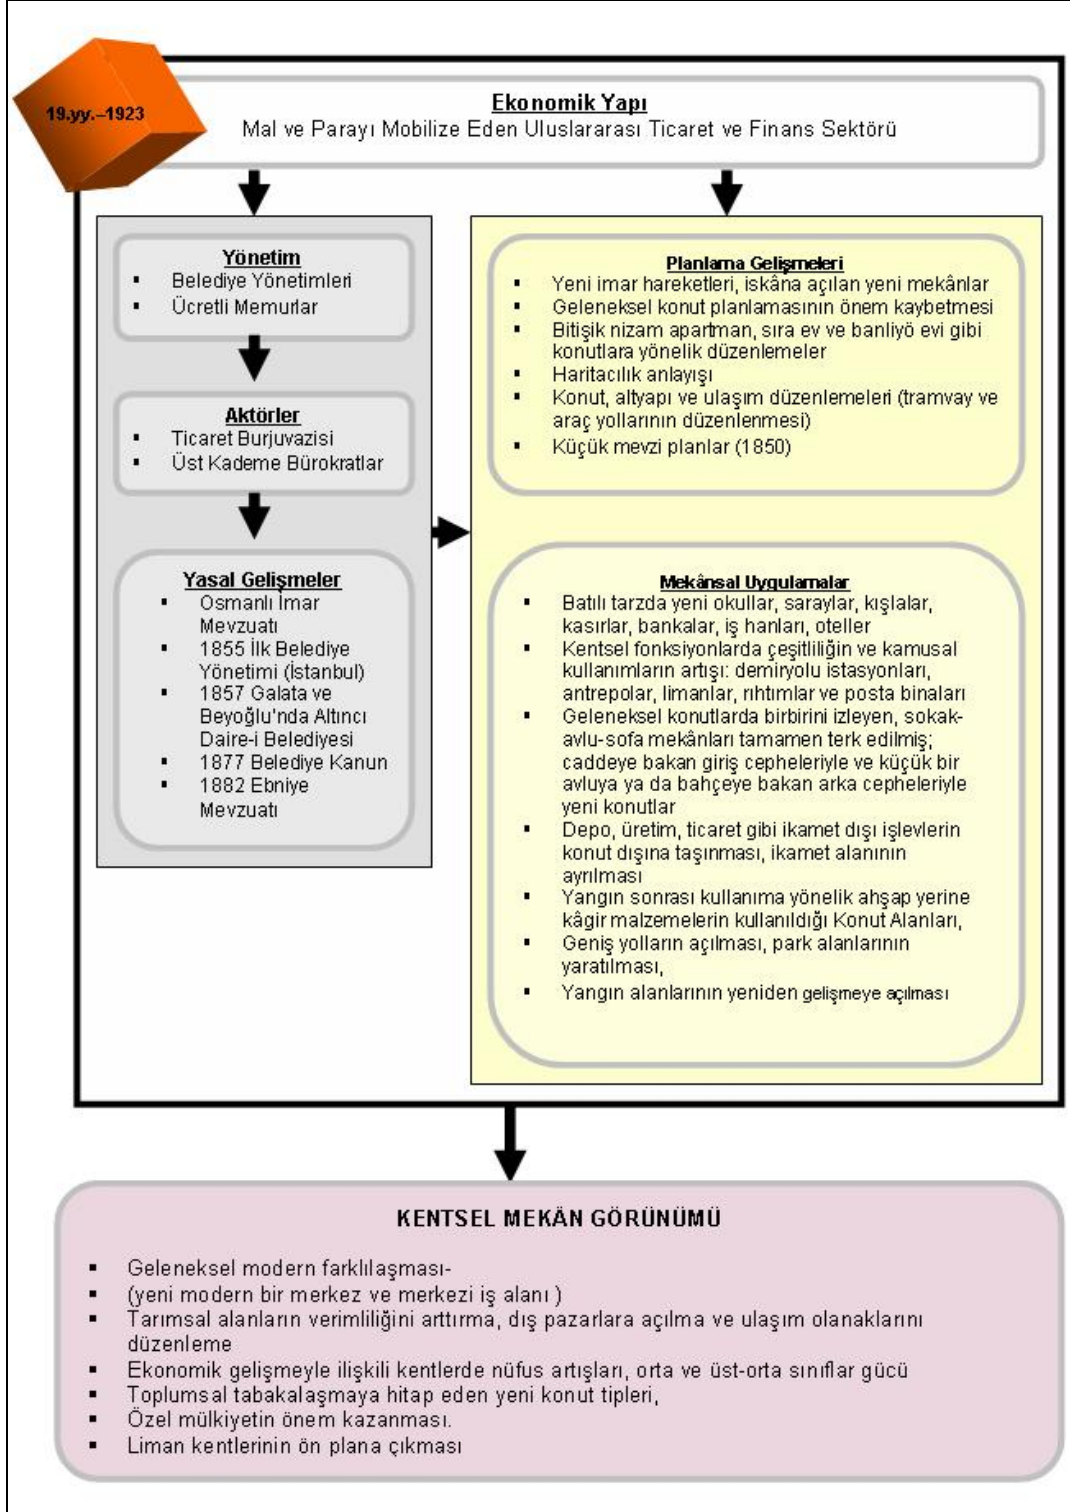 19.yy.–1923
Ekonomik Yapı
Mal ve Parayı Mobilize Eden Uluslararası Ticaret ve Finans Sektörü
Yönetim
▪ Belediye Yönetimleri
▪ Ücretli Memurlar
Aktörler
▪ Ticaret Burjuvazisi
▪ Üst Kademe Bürokratlar
Yasal Gelişmeler
▪ Osmanlı İmar
Mevzuatı
▪ 1855 İlk Belediye
Yönetimi (İstanbul)
▪ 1857 Galata ve
Beyoğlu'nda Altıncı
Daire-i Belediyesi
▪ 1877 Belediye Kanun
▪ 1882 Ebniye
Mevzuatı
Planlama Gelişmeleri
▪ Yeni imar hareketleri, iskâna açılan yeni mekânlar
▪ Geleneksel konut planlamasının önem kaybetmesi
▪ Bitişik nizam apartman, sıra ev ve banliyö evi gibi
konutlara yönelik düzenlemeler
▪ Haritacılık anlayışı
▪ Konut, altyapı ve ulaşım düzenlemeleri (tramvay ve
araç yollarının düzenlenmesi)
▪ Küçük mevzi planlar (1850)
Mekânsal Uygulamalar
▪ Batılı tarzda yeni okullar, saraylar, kışlalar,
kasırlar, bankalar, iş hanları, oteller
▪ Kentsel fonksiyonlarda çeşitliliğin ve kamusal
kullanımların artışı: demiryolu istasyonları,
antrepolar, limanlar, rıhtımlar ve posta binaları
▪ Geleneksel konutlarda birbirini izleyen, sokak-
avlu-sofa mekânları tamamen terk edilmiş;
caddeye bakan giriş cepheleriyle ve küçük bir
avluya ya da bahçeye bakan arka cepheleriyle
yeni konutlar
▪ Depo, üretim, ticaret gibi ikamet dışı işlevlerin
konut dışına taşınması, ikamet alanının
ayrılması
▪ Yangın sonrası kullanıma yönelik ahşap yerine
kâgir malzemelerin kullanıldığı Konut Alanları,
▪ Geniş yolların açılması, park alanlarının
yaratılması,
▪ Yangın alanlarının yeniden gelişmeye açılması
KENTSEL MEKÂN GÖRÜNÜMÜ
▪ Geleneksel modern farklılaşması-
▪ (yeni modern bir merkez ve merkezi iş alanı )
▪ Tarımsal alanların verimliliğini arttırma, dış pazarlara açılma ve ulaşım olanaklarını
düzenleme
▪ Ekonomik gelişmeyle ilişkili kentlerde nüfus artışları, orta ve üst-orta sınıflar gücü
▪ Toplumsal tabakalaşmaya hitap eden yeni konut tipleri,
▪ Özel mülkiyetin önem kazanması.
▪ Liman kentlerinin ön plana çıkması